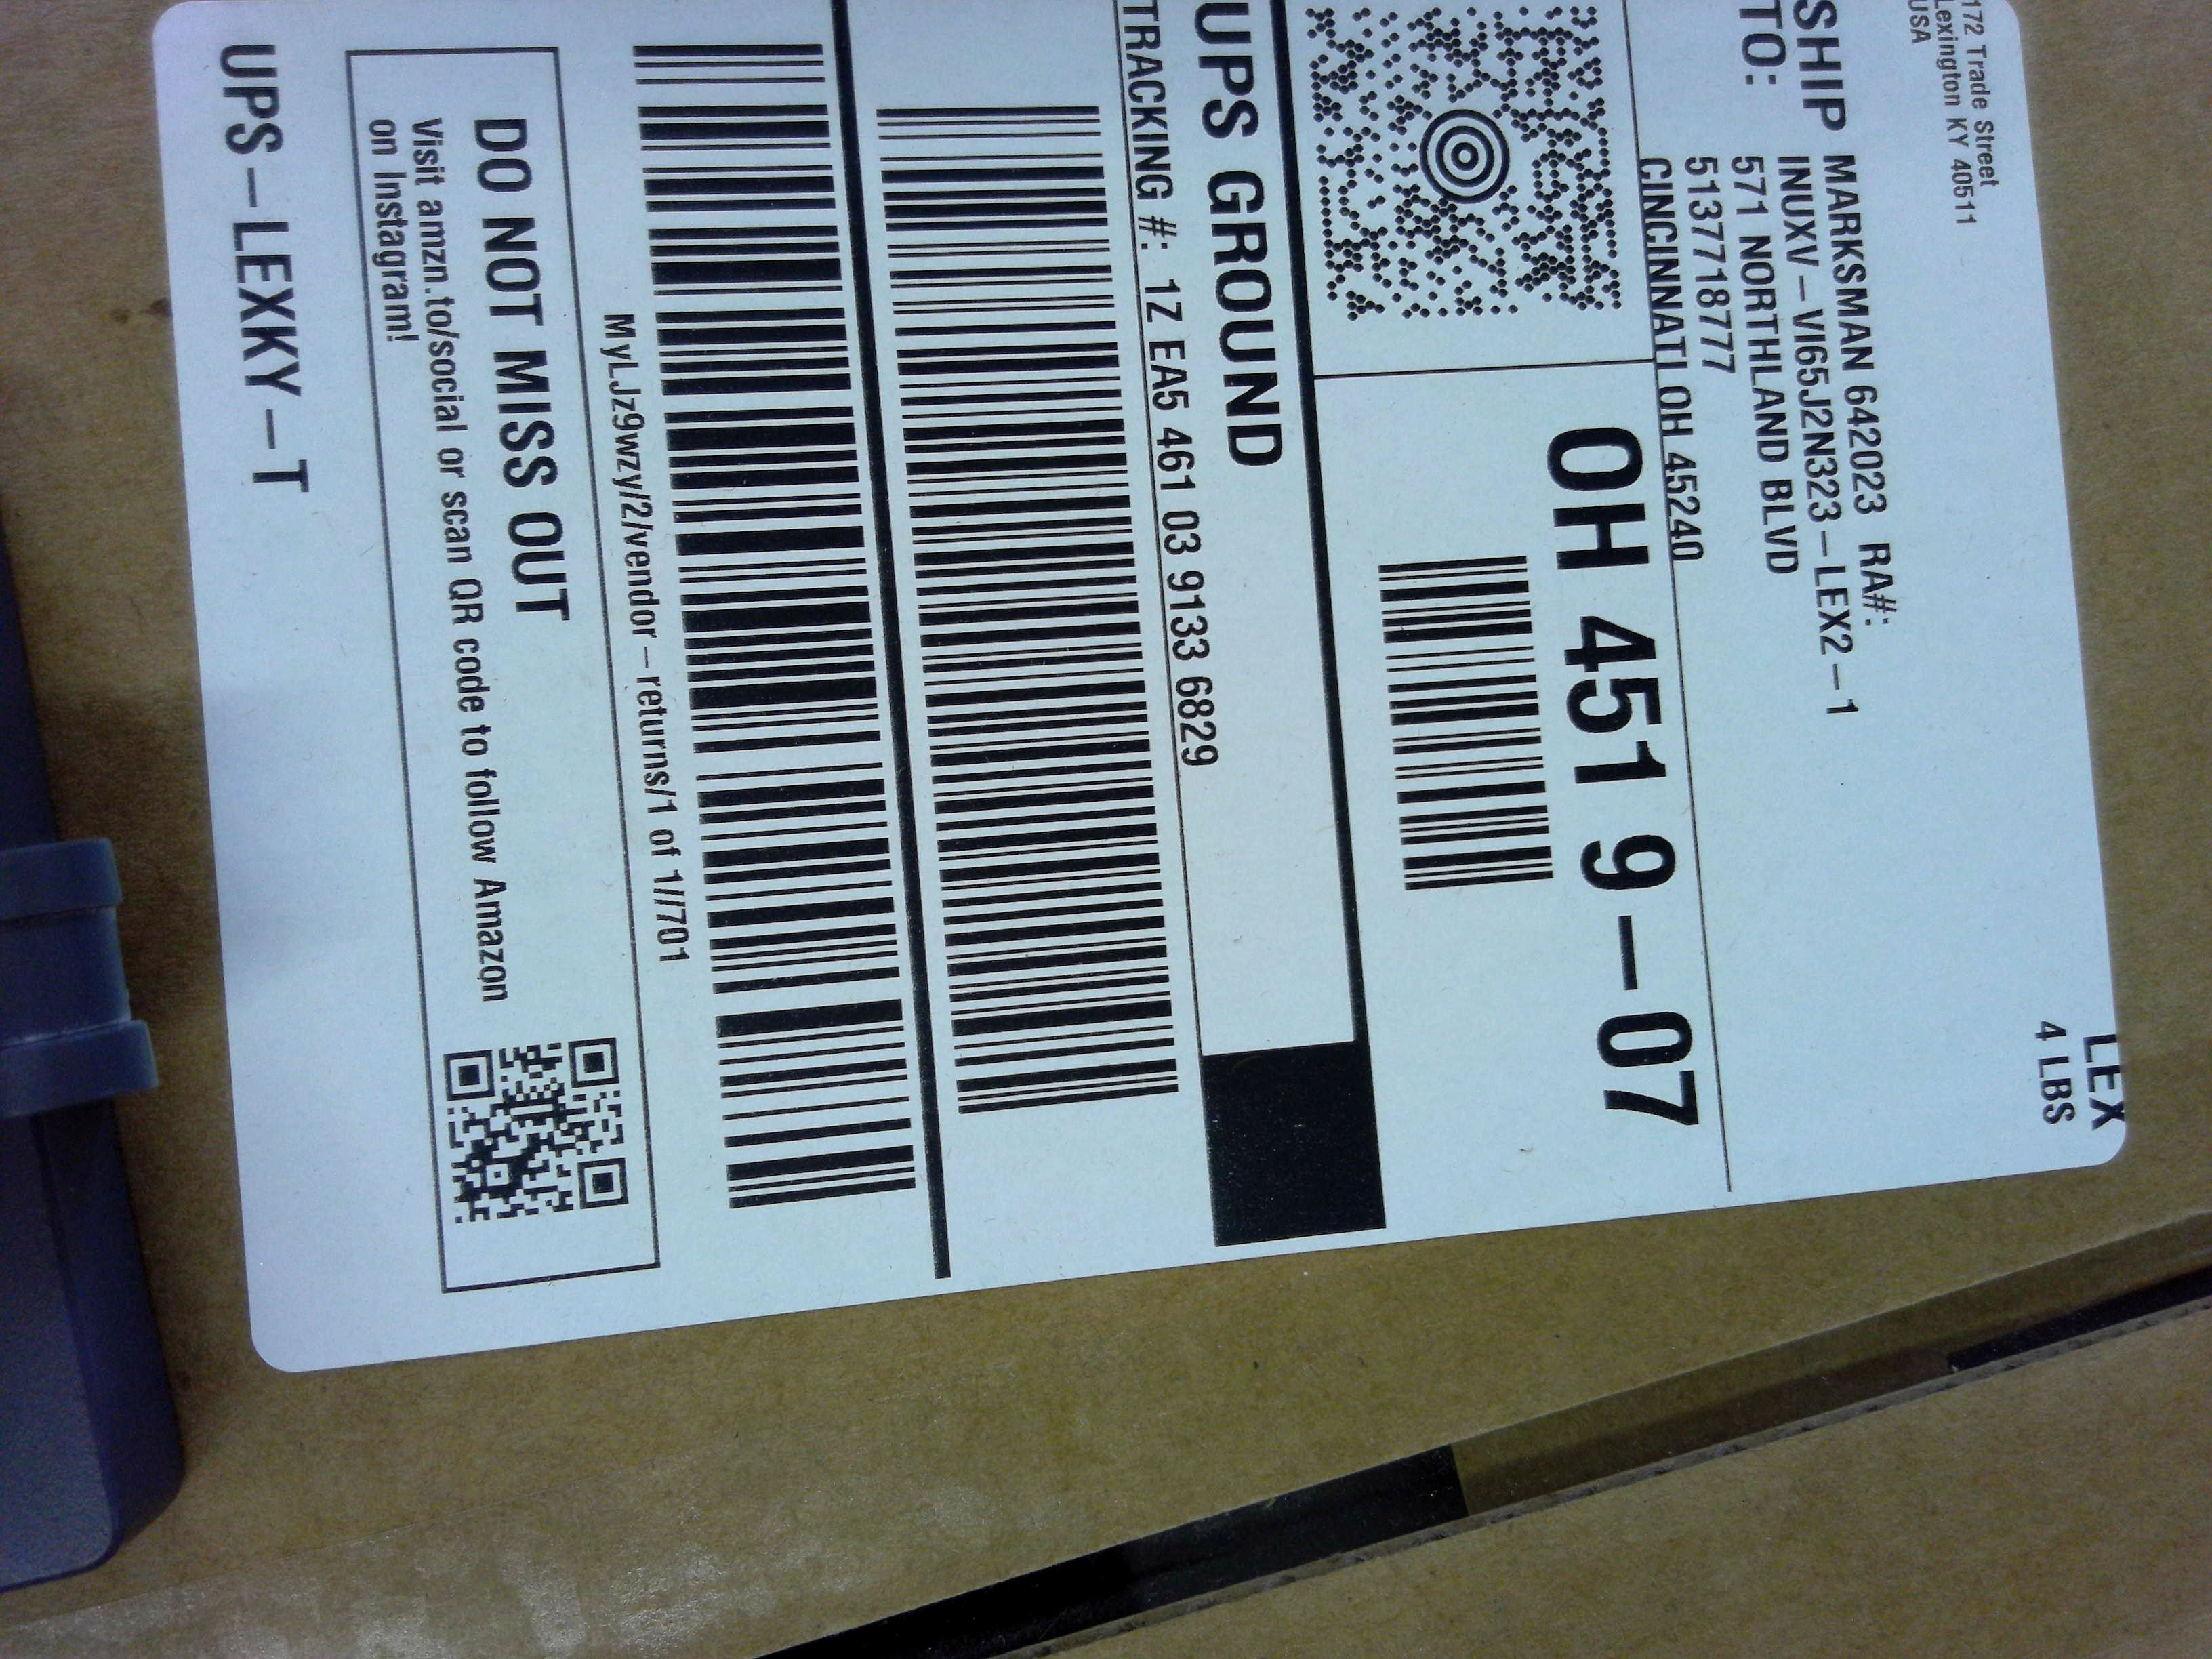 LEX
4 LBS
172 Trade Street
Lexington KY 40511
USA
SHIP
TO:
MARKSMAN 642023 RA#:
INUXV-VI65J2N323-LEX2-1
571 NORTHLAND BLVD
5137718777
CINCINNATI OH 45240
OH 451 9-07
UPS GROUND
TRACKING #: 1Z EA5 461 03 9133 6829
MyLJz9wzy/2/vendor-returns/1 of 1//701
DO NOT MISS OUT
Visit amzn.to/social or scan QR code to follow Amazon
on Instagram!
UPS-LEXKY-T